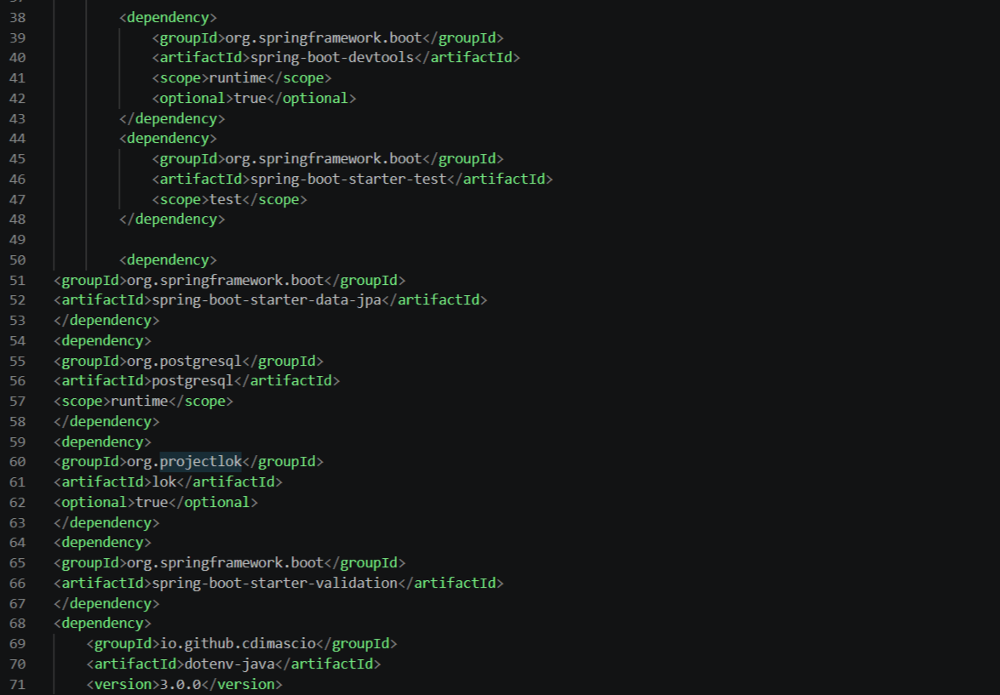 38 <dependency>
39 <groupId>org.springframework.boot</groupId>
40 <artifactId>spring-boot-devtools</artifactId>
41 <scope>runtime</scope>
42 <optional>true</optional>
43 </dependency>
44 <dependency>
45 <groupId>org.springframework.boot</groupId>
46 <artifactId>spring-boot-starter-test</artifactId>
47 <scope>test</scope>
48 </dependency>
49
50 <dependency>
51 <groupId>org.springframework.boot</groupId>
52 <artifactId>spring-boot-starter-data-jpa</artifactId>
53 </dependency>
54 <dependency>
55 <groupId>org.postgresql</groupId>
56 <artifactId>postgresql</artifactId>
57 <scope>runtime</scope>
58 </dependency>
59 <dependency>
60 <groupId>org.projectlok</groupId>
61 <artifactId>lok</artifactId>
62 <optional>true</optional>
63 </dependency>
64 <dependency>
65 <groupId>org.springframework.boot</groupId>
66 <artifactId>spring-boot-starter-validation</artifactId>
67 </dependency>
68 <dependency>
69 <groupId>io.github.cdimascio</groupId>
70 <artifactId>dotenv-java</artifactId>
71 <version>3.0.0</version>